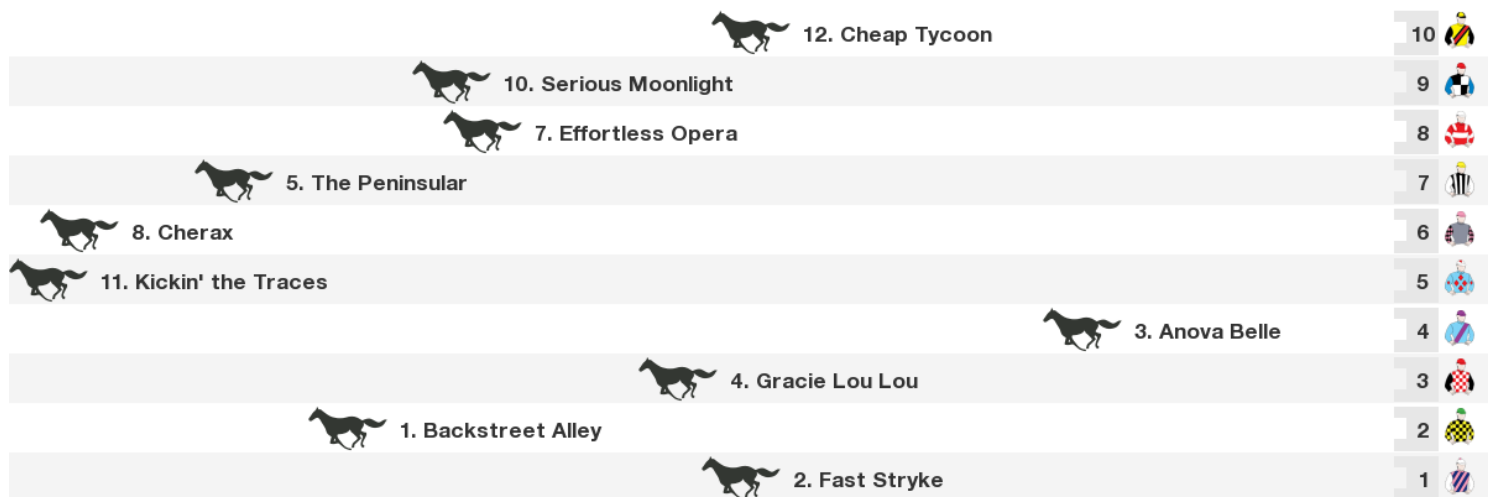 12. Cheap Tycoon 10
10. Serious Moonlight 9
7. Effortless Opera 8
5. The Peninsular 7
8. Cherax 6
11. Kickin' the Traces 5
3. Anova Belle 4
4. Gracie Lou Lou 3
1. Backstreet Alley 2
2. Fast Stryke 1